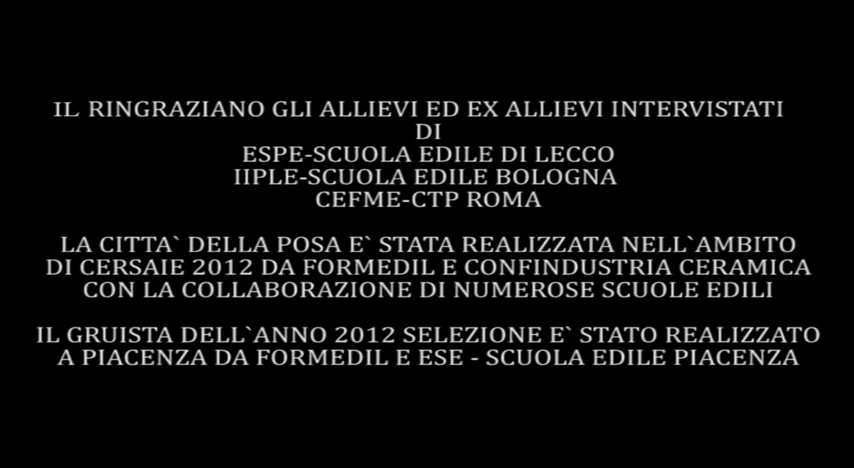 IL RINGRAZIANO GLI ALLIEVI ED EX ALLIEVI INTERVISTATI
DI
ESPE-SCUOLA EDILE DI LECCO
IIPLE-SCUOLA EDILE BOLOGNA
CEFME-CTP ROMA
LA CITTA` DELLA POSA E` STATA REALIZZATA NELL`AMBITO
DI CERSAIE 2012 DA FORMEDIL E CONFINDUSTRIA CERAMICA
CON LA COLLABORAZIONE DI NUMEROSE SCUOLE EDILI
IL GRUISTA DELL`ANNO 2012 SELEZIONE E` STATO REALIZZATO
A PIACENZA DA FORMEDIL E ESE - SCUOLA EDILE PIACENZA